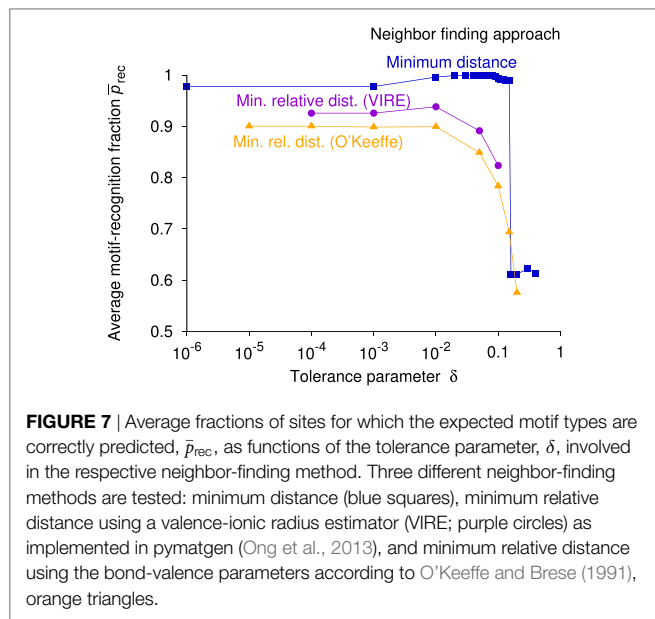 Neighbor finding approach
Minimum distance
Min. relative dist. (VIRE)
Min. rel. dist. (O'Keeffe)
Average motif-recognition fraction p̅rec
1
0.9
0.8
0.7
0.6
0.5
10⁻⁶ 10⁻⁵ 10⁻⁴ 10⁻³ 10⁻² 0.1 1
Tolerance parameter δ
FIGURE 7 | Average fractions of sites for which the expected motif types are
correctly predicted, p̅rec, as functions of the tolerance parameter, δ, involved
in the respective neighbor-finding method. Three different neighbor-finding
methods are tested: minimum distance (blue squares), minimum relative
distance using a valence-ionic radius estimator (VIRE; purple circles) as
implemented in pymatgen (Ong et al., 2013), and minimum relative distance
using the bond-valence parameters according to O'Keeffe and Brese (1991),
orange triangles.